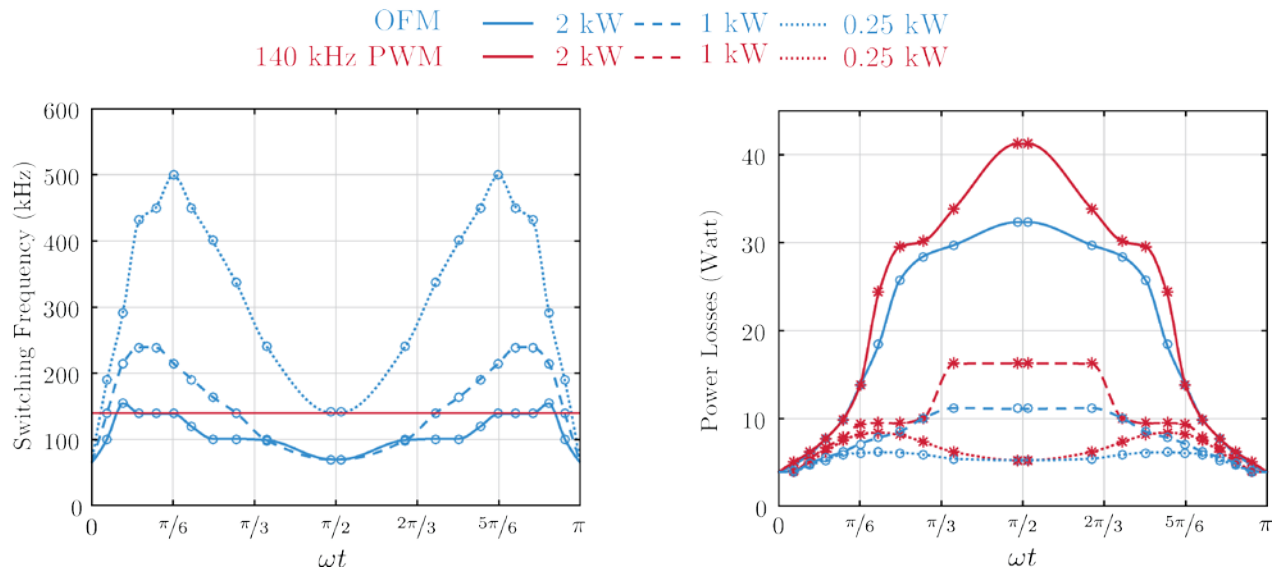 OFM 2 kW 1 kW 0.25 kW
140 kHz PWM 2 kW 1 kW 0.25 kW
Switching Frequency (kHz)
600
500
400
300
200
100
0
0 π/6 π/3 π/2 2π/3 5π/6 π
ωt
Power Losses (Watt)
40
30
20
10
0
0 π/6 π/3 π/2 2π/3 5π/6 π
ωt